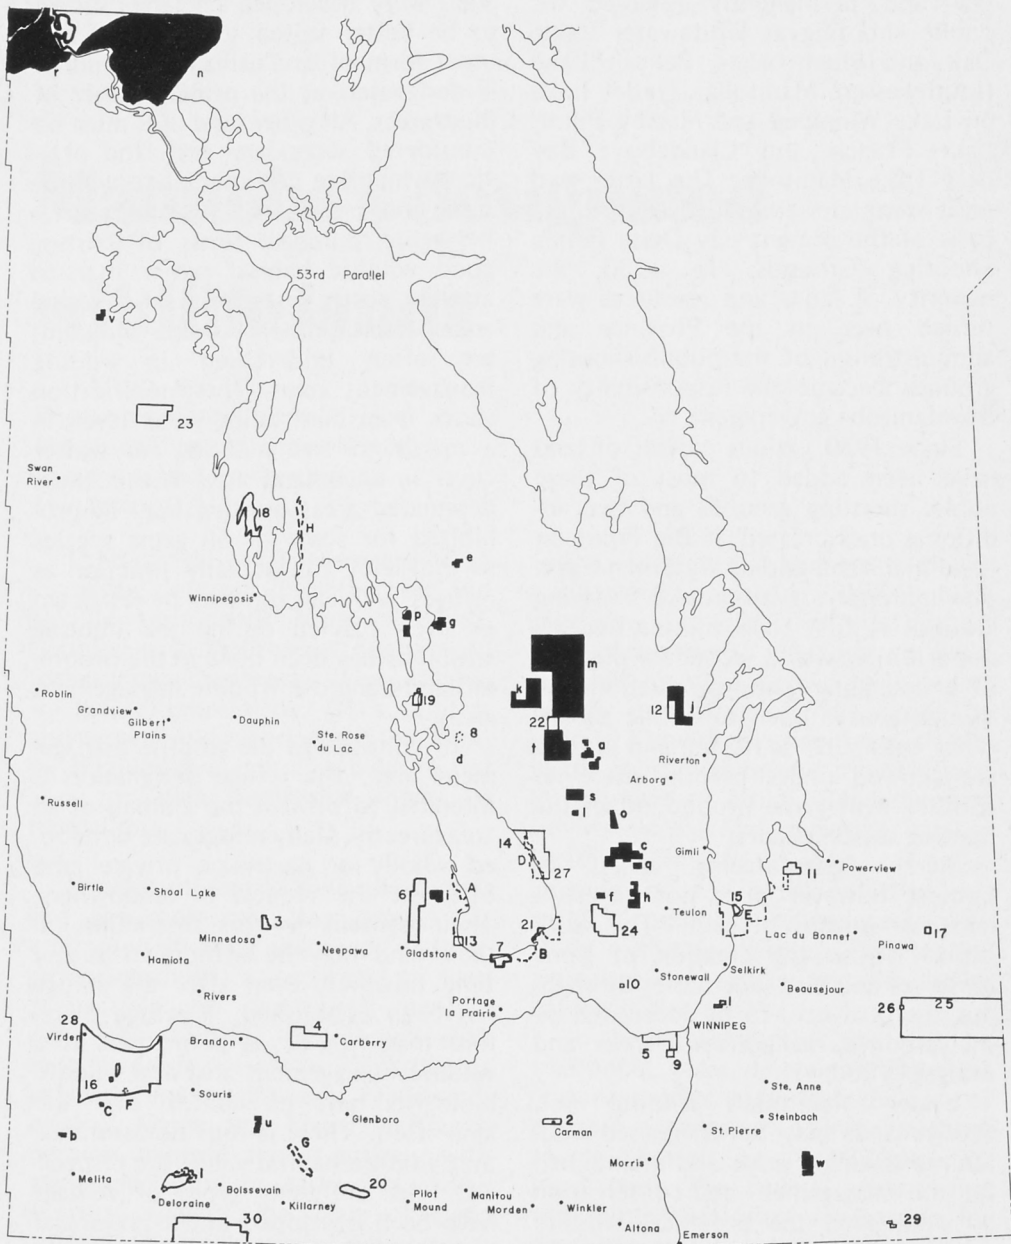 r
n
53rd Parallel
v
23
Swan
River
18
H
e
Winnipegosis
p
g
m
Roblin
k
19
12
j
Grandview
Gilbert
Plains
Dauphin
22
8
Ste. Rose
du Lac
t
a
d
Riverton
Arborg
Russell
s
l
o
14
D
c
Gimli
q
27
Powerview
11
Birtle
Shoal Lake
6
i
A
f
h
15
E
Teulon
3
21
24
Lac du Bonnet
17
Minnedosa
Neepawa
Gladstone
13
7
B
Pinawa
Hamiota
Stonewall
Selkirk
10
Beausejour
Rivers
Portage
la Prairie
1
25
26
28
4
WINNIPEG
Virden
Brandon
Carberry
5
9
16
F
Souris
Ste. Anne
C
Glenboro
2
Steinbach
u
Carman
St. Pierre
b
G
Morris
w
Melita
I
Boissevain
20
Deloraine
Killarney
Pilot
Mound
Manitou
Morden
Winkler
30
Altona
29
Emerson